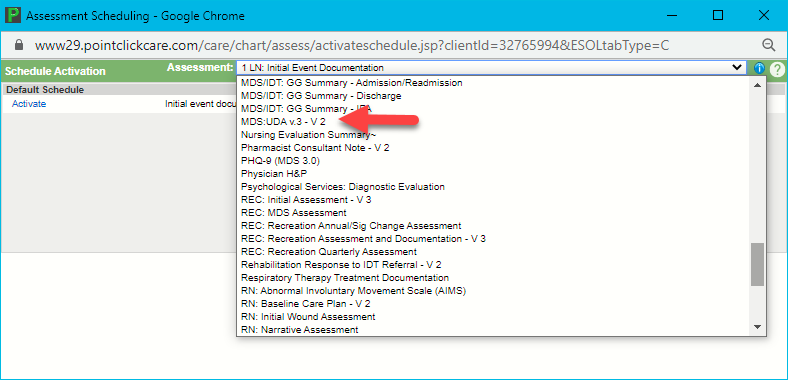 Assessment Scheduling - Google Chrome
www29.pointclickcare.com/care/chart/assess/activateschedule.jsp?clientId=32765994&ESOLtabType=C
Schedule Activation Assessment: 1 LN: Initial Event Documentation
Default Schedule
Activate Initial event docu
MDS/IDT: GG Summary - Admission/Readmission
MDS/IDT: GG Summary - Discharge
MDS/IDT: GG Summary - IPA
MDS:UDA v.3 - V 2
Nursing Evaluation Summary~
Pharmacist Consultant Note - V 2
PHQ-9 (MDS 3.0)
Physician H&P
Psychological Services: Diagnostic Evaluation
REC: Initial Assessment - V 3
REC: MDS Assessment
REC: Recreation Annual/Sig Change Assessment
REC: Recreation Assessment and Documentation - V 3
REC: Recreation Quarterly Assessment
Rehabilitation Response to IDT Referral - V 2
Respiratory Therapy Treatment Documentation
RN: Abnormal Involuntary Movement Scale (AIMS)
RN: Baseline Care Plan - V 2
RN: Initial Wound Assessment
RN: Narrative Assessment